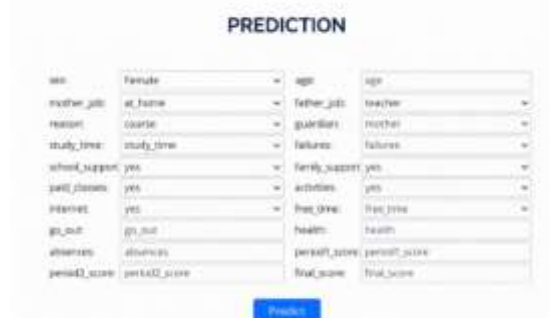 PREDICTION
sex: Female age: age
mother_job: at_home father_job: teacher
reason: course guardian: mother
study_time: study_time failures: failures
school_support: yes family_support: yes
paid_classes: yes activities: yes
internet: yes free_time: free_time
go_out: go_out health: health
absences: absences period1_score: period1_score
period2_score: period2_score final_score: final_score
Predict